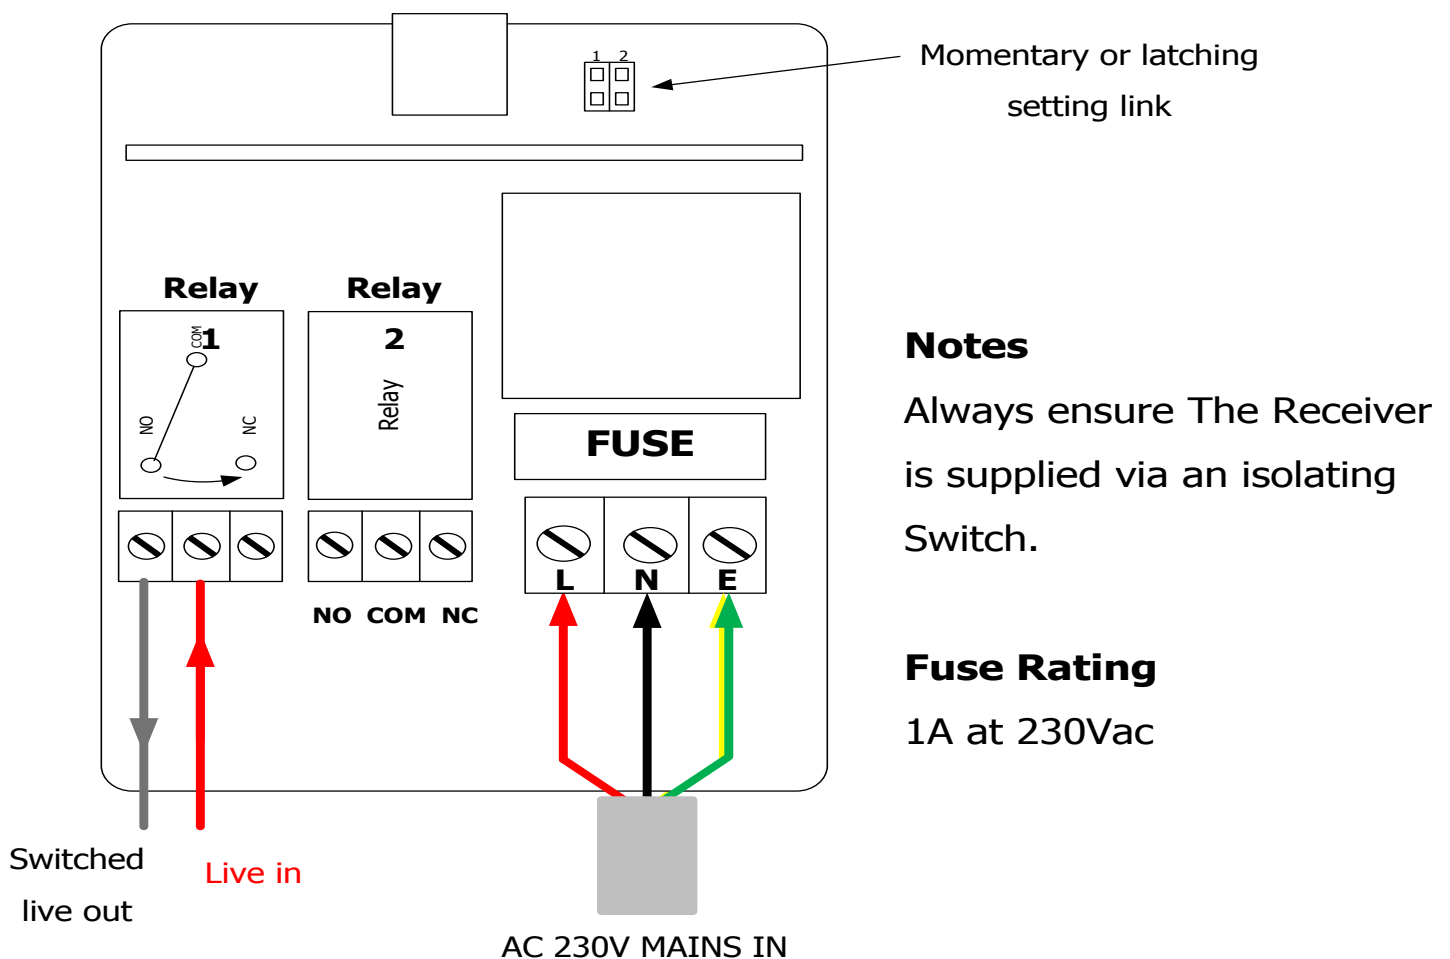 1 2
Momentary or latching
setting link
Relay
1
COM
NO
NC
Relay
2
Relay
FUSE
L N E
NO COM NC
Notes
Always ensure The Receiver
is supplied via an isolating
Switch.
Fuse Rating
1A at 230Vac
Switched
live out
Live in
AC 230V MAINS IN